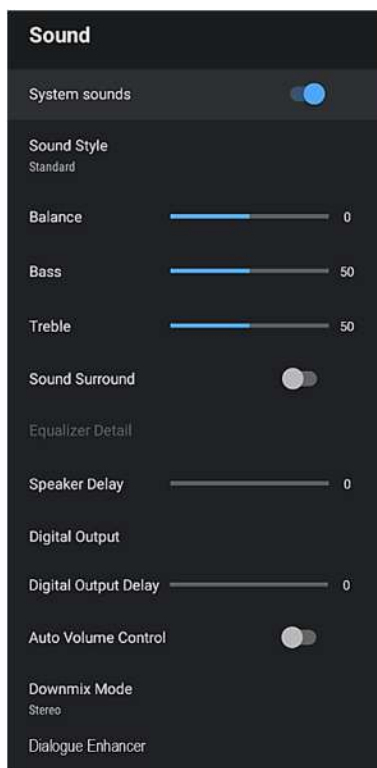 Sound
System sounds
Sound Style
Standard
Balance 0
Bass 50
Treble 50
Sound Surround
Equalizer Detail
Speaker Delay 0
Digital Output
Digital Output Delay 0
Auto Volume Control
Downmix Mode
Stereo
Dialogue Enhancer